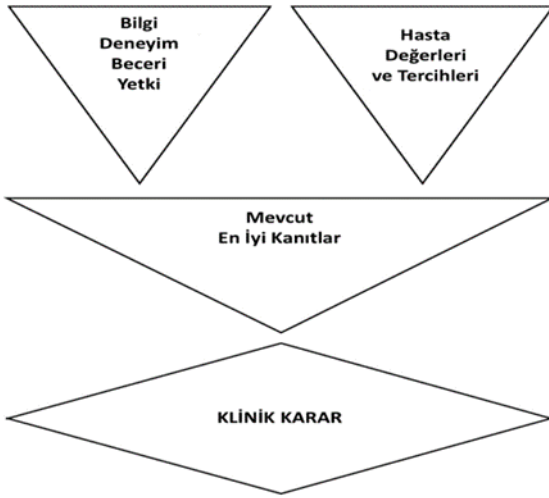 Bilgi
Deneyim
Beceri
Yetki
Hasta
Değerleri
ve Tercihleri
Mevcut
En İyi Kanıtlar
KLİNİK KARAR